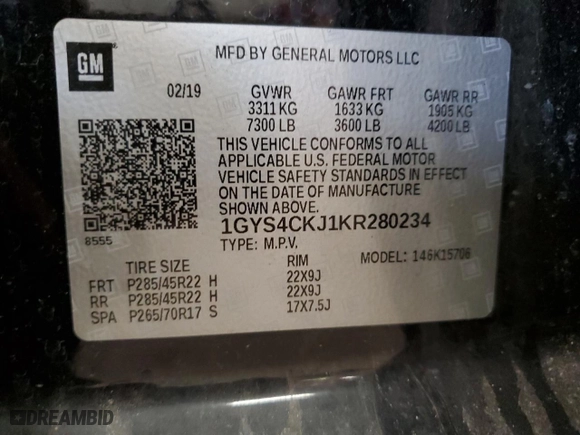 GM
MFD BY GENERAL MOTORS LLC
02/19 GVWR GAWR FRT GAWR RR
3311 KG 1633 KG 1905 KG
7300 LB 3600 LB 4200 LB
THIS VEHICLE CONFORMS TO ALL
APPLICABLE U.S. FEDERAL MOTOR
VEHICLE SAFETY STANDARDS IN EFFECT
ON THE DATE OF MANUFACTURE
SHOWN ABOVE.
8555
1GYS4CKJ1KR280234
TYPE: M.P.V. MODEL: 146K15706
TIRE SIZE RIM
FRT P285/45R22 H 22X9J
RR P285/45R22 H 22X9J
SPA P265/70R17 S 17X7.5J
DREAMBID